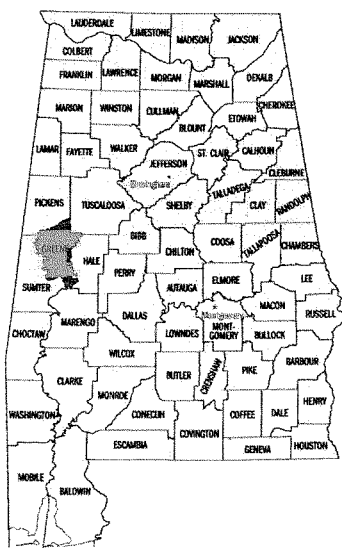 LAUDERDALE
LIMESTONE
MADISON
JACKSON
COLBERT
FRANKLIN
LAWRENCE
MORGAN
MARSHALL
DEKALB
MARION
WINSTON
CULLMAN
BLOUNT
ETOWAH
CHEROKEE
LAMAR
FAYETTE
WALKER
JEFFERSON
Birmingham
ST. CLAIR
CALHOUN
CLEBURNE
PICKENS
TUSCALOOSA
SHELBY
TALLADEGA
CLAY
RANDOLPH
GREENE
HALE
BIBB
PERRY
CHILTON
COOSA
TALLAPOOSA
CHAMBERS
SUMTER
AUTAUGA
ELMORE
LEE
CHOCTAW
MARENGO
DALLAS
LOWNDES
Montgomery
MONT-
GOMERY
MACON
RUSSELL
BULLOCK
WILCOX
CLARKE
BUTLER
CRENSHAW
PIKE
BARBOUR
MONROE
WASHINGTON
CONECUH
COVINGTON
COFFEE
DALE
HENRY
ESCAMBIA
GENEVA
HOUSTON
MOBILE
BALDWIN